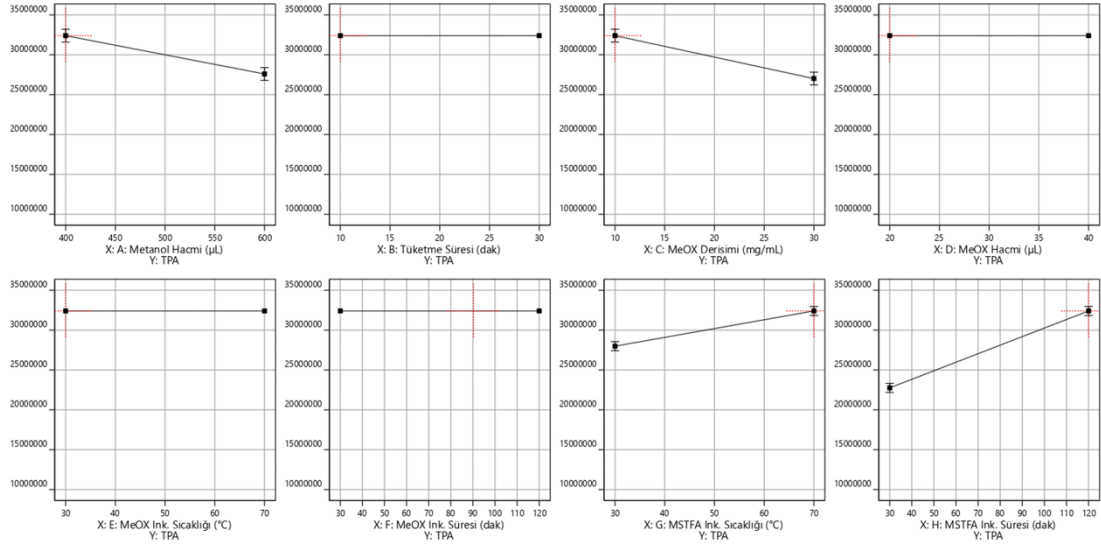 35000000
30000000
25000000
20000000
15000000
10000000
400 450 500 550 600
X: A: Metanol Hacmi (µL)
Y: TPA
35000000
30000000
25000000
20000000
15000000
10000000
10 15 20 25 30
X: B: Tüketme Süresi (dak)
Y: TPA
35000000
30000000
25000000
20000000
15000000
10000000
10 15 20 25 30
X: C: MeOX Derisimi (mg/mL)
Y: TPA
35000000
30000000
25000000
20000000
15000000
10000000
20 25 30 35 40
X: D: MeOX Hacmi (µL)
Y: TPA
35000000
30000000
25000000
20000000
15000000
10000000
30 40 50 60 70
X: E: MeOX Ink. Sıcaklığı (°C)
Y: TPA
35000000
30000000
25000000
20000000
15000000
10000000
30 40 50 60 70 80 90 100 110 120
X: F: MeOX Ink. Süresi (dak)
Y: TPA
35000000
30000000
25000000
20000000
15000000
10000000
30 40 50 60 70
X: G: MSTFA Ink. Sıcaklığı (°C)
Y: TPA
35000000
30000000
25000000
20000000
15000000
10000000
30 40 50 60 70 80 90 100 110 120
X: H: MSTFA Ink. Süresi (dak)
Y: TPA